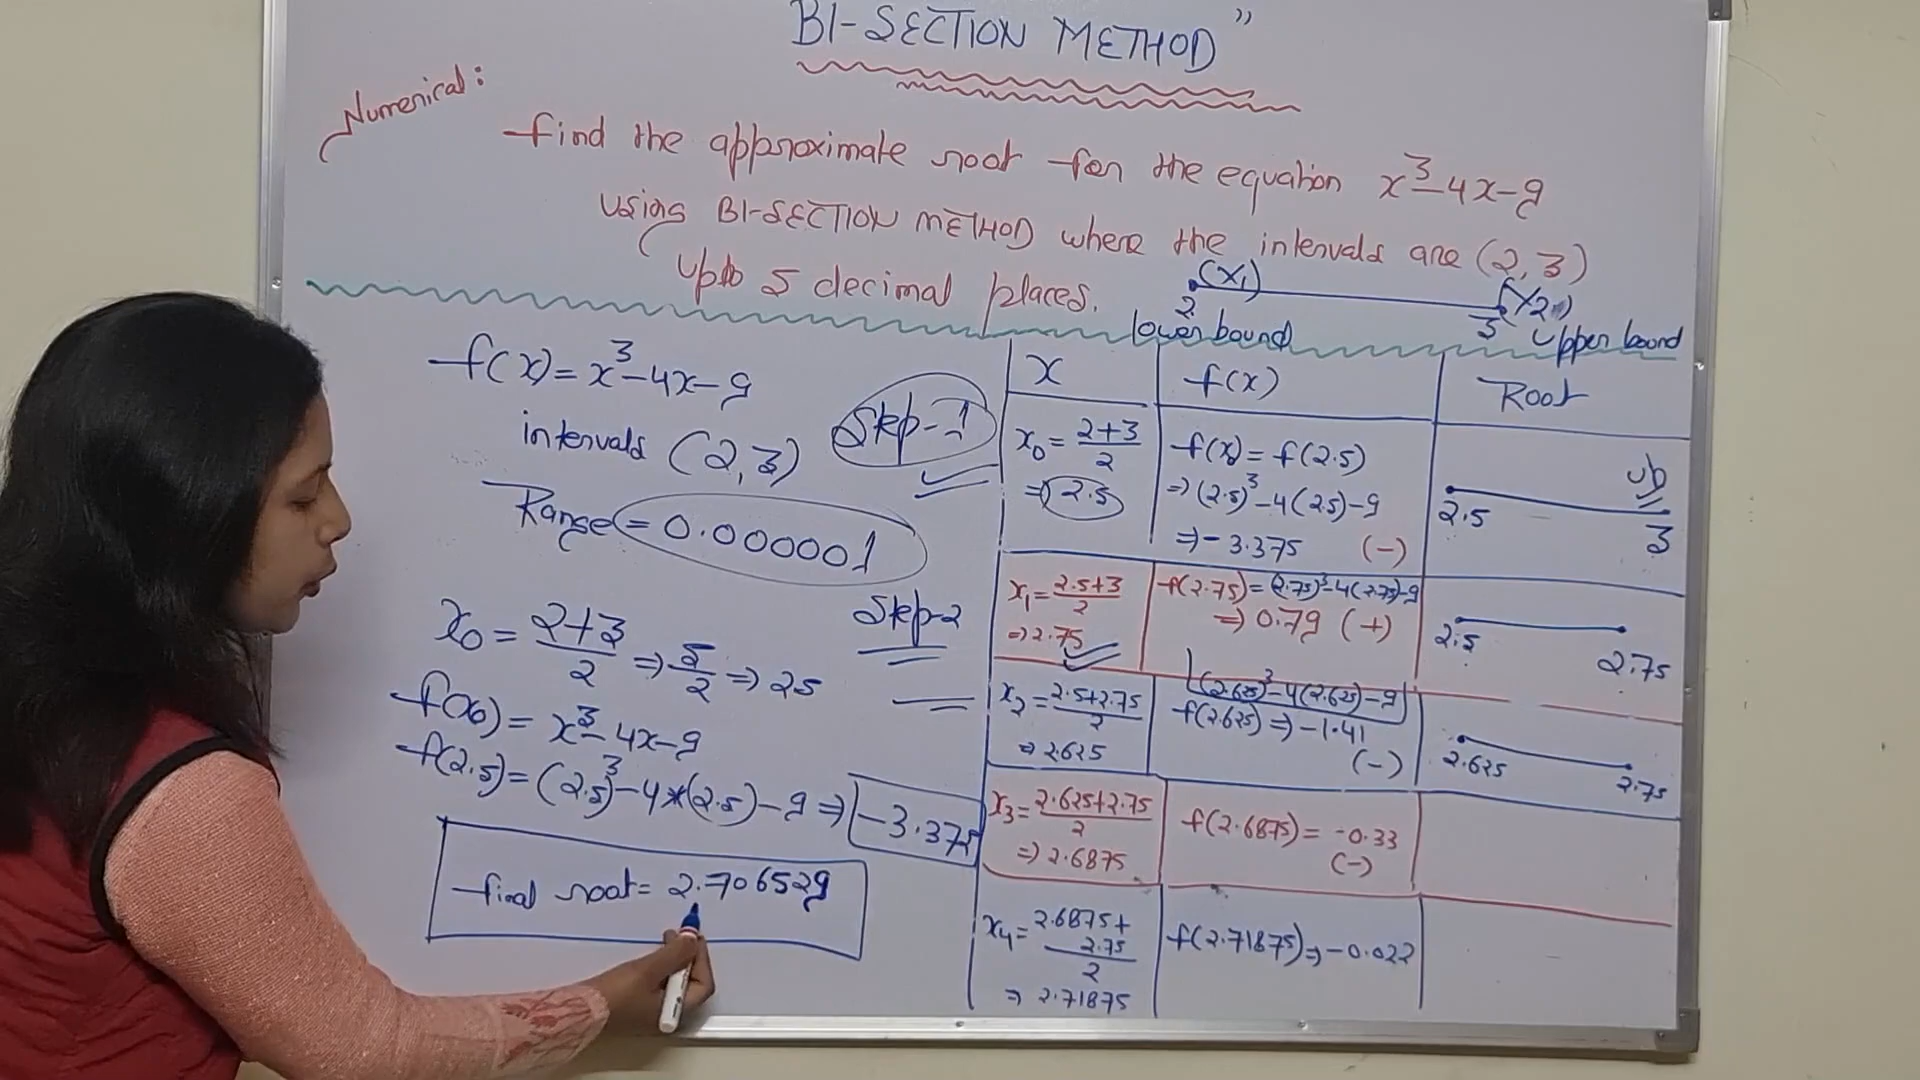 BI-SECTION METHOD"
Numerical:
find the approximate root for the equation x³-4x-9
using BI-SECTION METHOD where the intervals are (2,3)
upto 5 decimal places.
(x₁) (x₂)
2 3
lower bound Upper bound
f(x) = x³-4x-9
intervals (2,3)
Step-1
Range = 0.000001
Step-2
x₀ = 2+3/2 ⇒ 5/2 ⇒ 25
f(x₀) = x³-4x-9
f(2.5) = (2.5)³-4*(2.5)-9 ⇒ -3.375
final root = 2.706529
x f(x) Root
x₀ = 2+3/2 ⇒ 2.5
f(x₀) = f(2.5)
⇒ (2.5)³-4(2.5)-9
⇒ -3.375 (-)
ub
2.5 3
x₁ = 2.5+3/2
⇒ 2.75
f(2.75) = (2.75)³-4(2.75)-9
⇒ 0.79 (+)
2.5 2.75
x₂ = 2.5+2.75/2
⇒ 2.625
(2.625)³-4(2.625)-9
f(2.625) ⇒ -1.41
(-)
2.625 2.75
x₃ = 2.625+2.75/2
⇒ 2.6875
f(2.6875) = -0.33
(-)
x₄ = 2.6875+2.75/2
⇒ 2.71875
f(2.71875) ⇒ -0.022